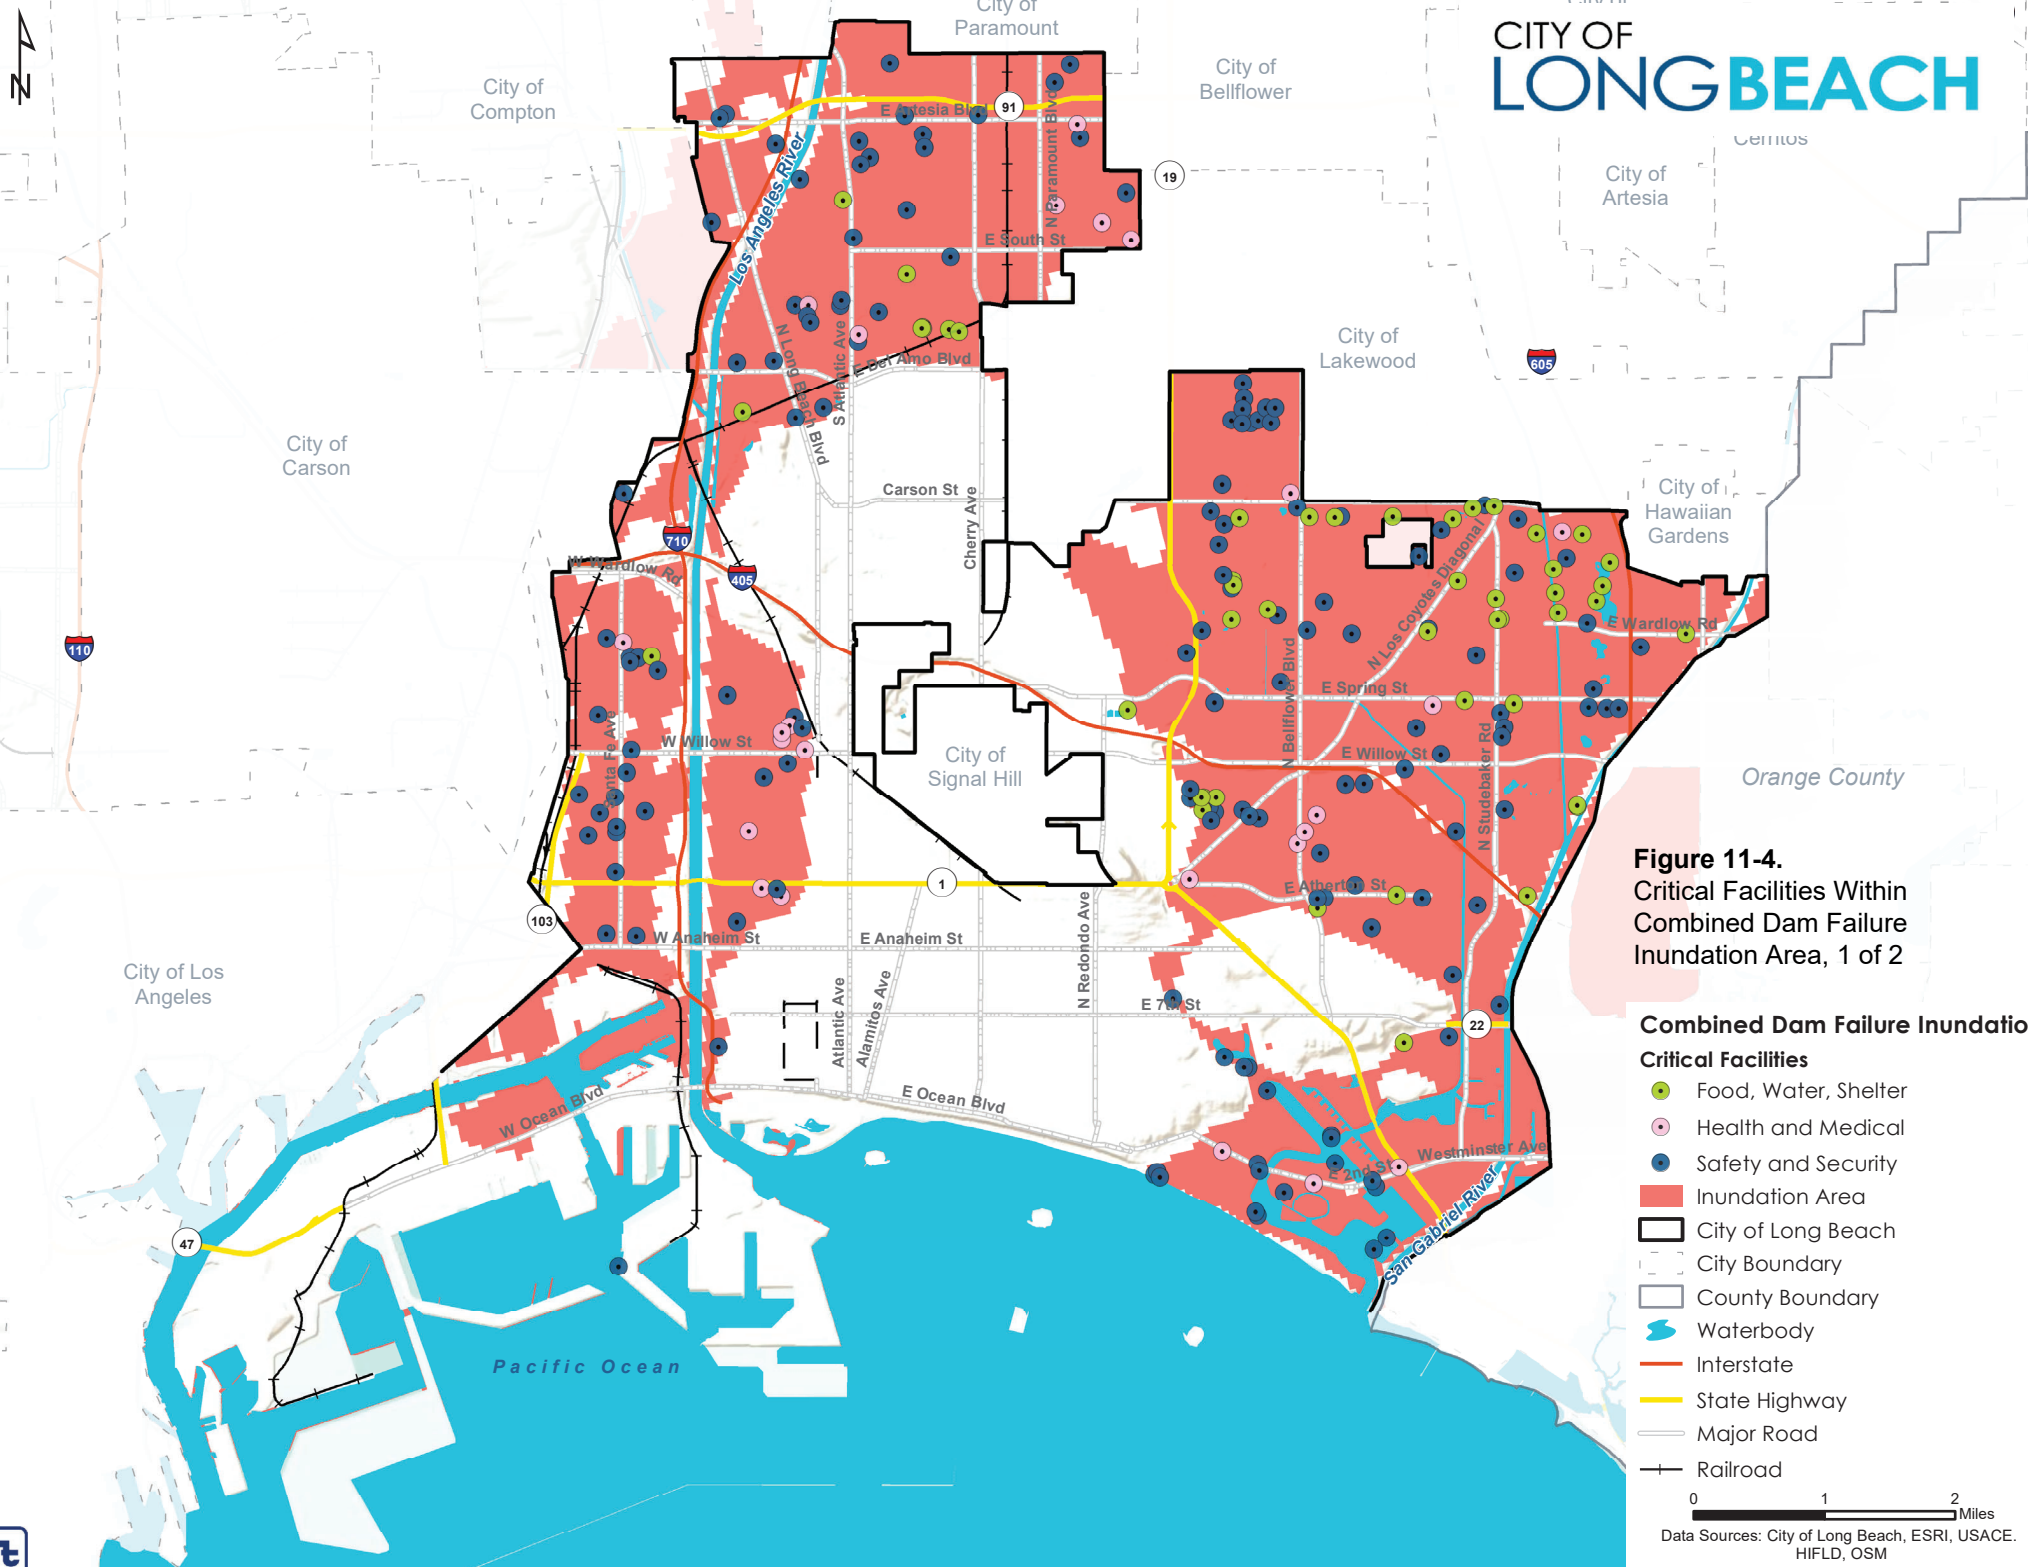 City of
Paramount
CITY OF
LONGBEACH
N
City of
Compton
City of
Bellflower
Cerritos
City of
Artesia
E Artesia Blvd
91
19
N Paramount Blvd
Los Angeles River
E South St
City of
Lakewood
605
N Long Beach Blvd
S Atlantic Ave
E Del Amo Blvd
City of
Carson
Carson St
Cherry Ave
City of
Hawaiian
Gardens
710
405
W Wardlow Rd
N Los Coyotes Diagonal
E Wardlow Rd
110
N Bellflower Blvd
E Spring St
Santa Fe Ave
W Willow St
E Willow St
N Studebaker Rd
City of
Signal Hill
Orange County
1
103
E Atherton St
Figure 11-4.
Critical Facilities Within
Combined Dam Failure
Inundation Area, 1 of 2
W Anaheim St
E Anaheim St
N Redondo Ave
City of Los
Angeles
Atlantic Ave
Alamitos Ave
E 7th St
22
W Ocean Blvd
E Ocean Blvd
Westminster Ave
E 2nd St
San Gabriel River
47
Pacific Ocean
Combined Dam Failure Inundatio
Critical Facilities
Food, Water, Shelter
Health and Medical
Safety and Security
Inundation Area
City of Long Beach
City Boundary
County Boundary
Waterbody
Interstate
State Highway
Major Road
Railroad
0 1 2
Miles
Data Sources: City of Long Beach, ESRI, USACE.
HIFLD, OSM